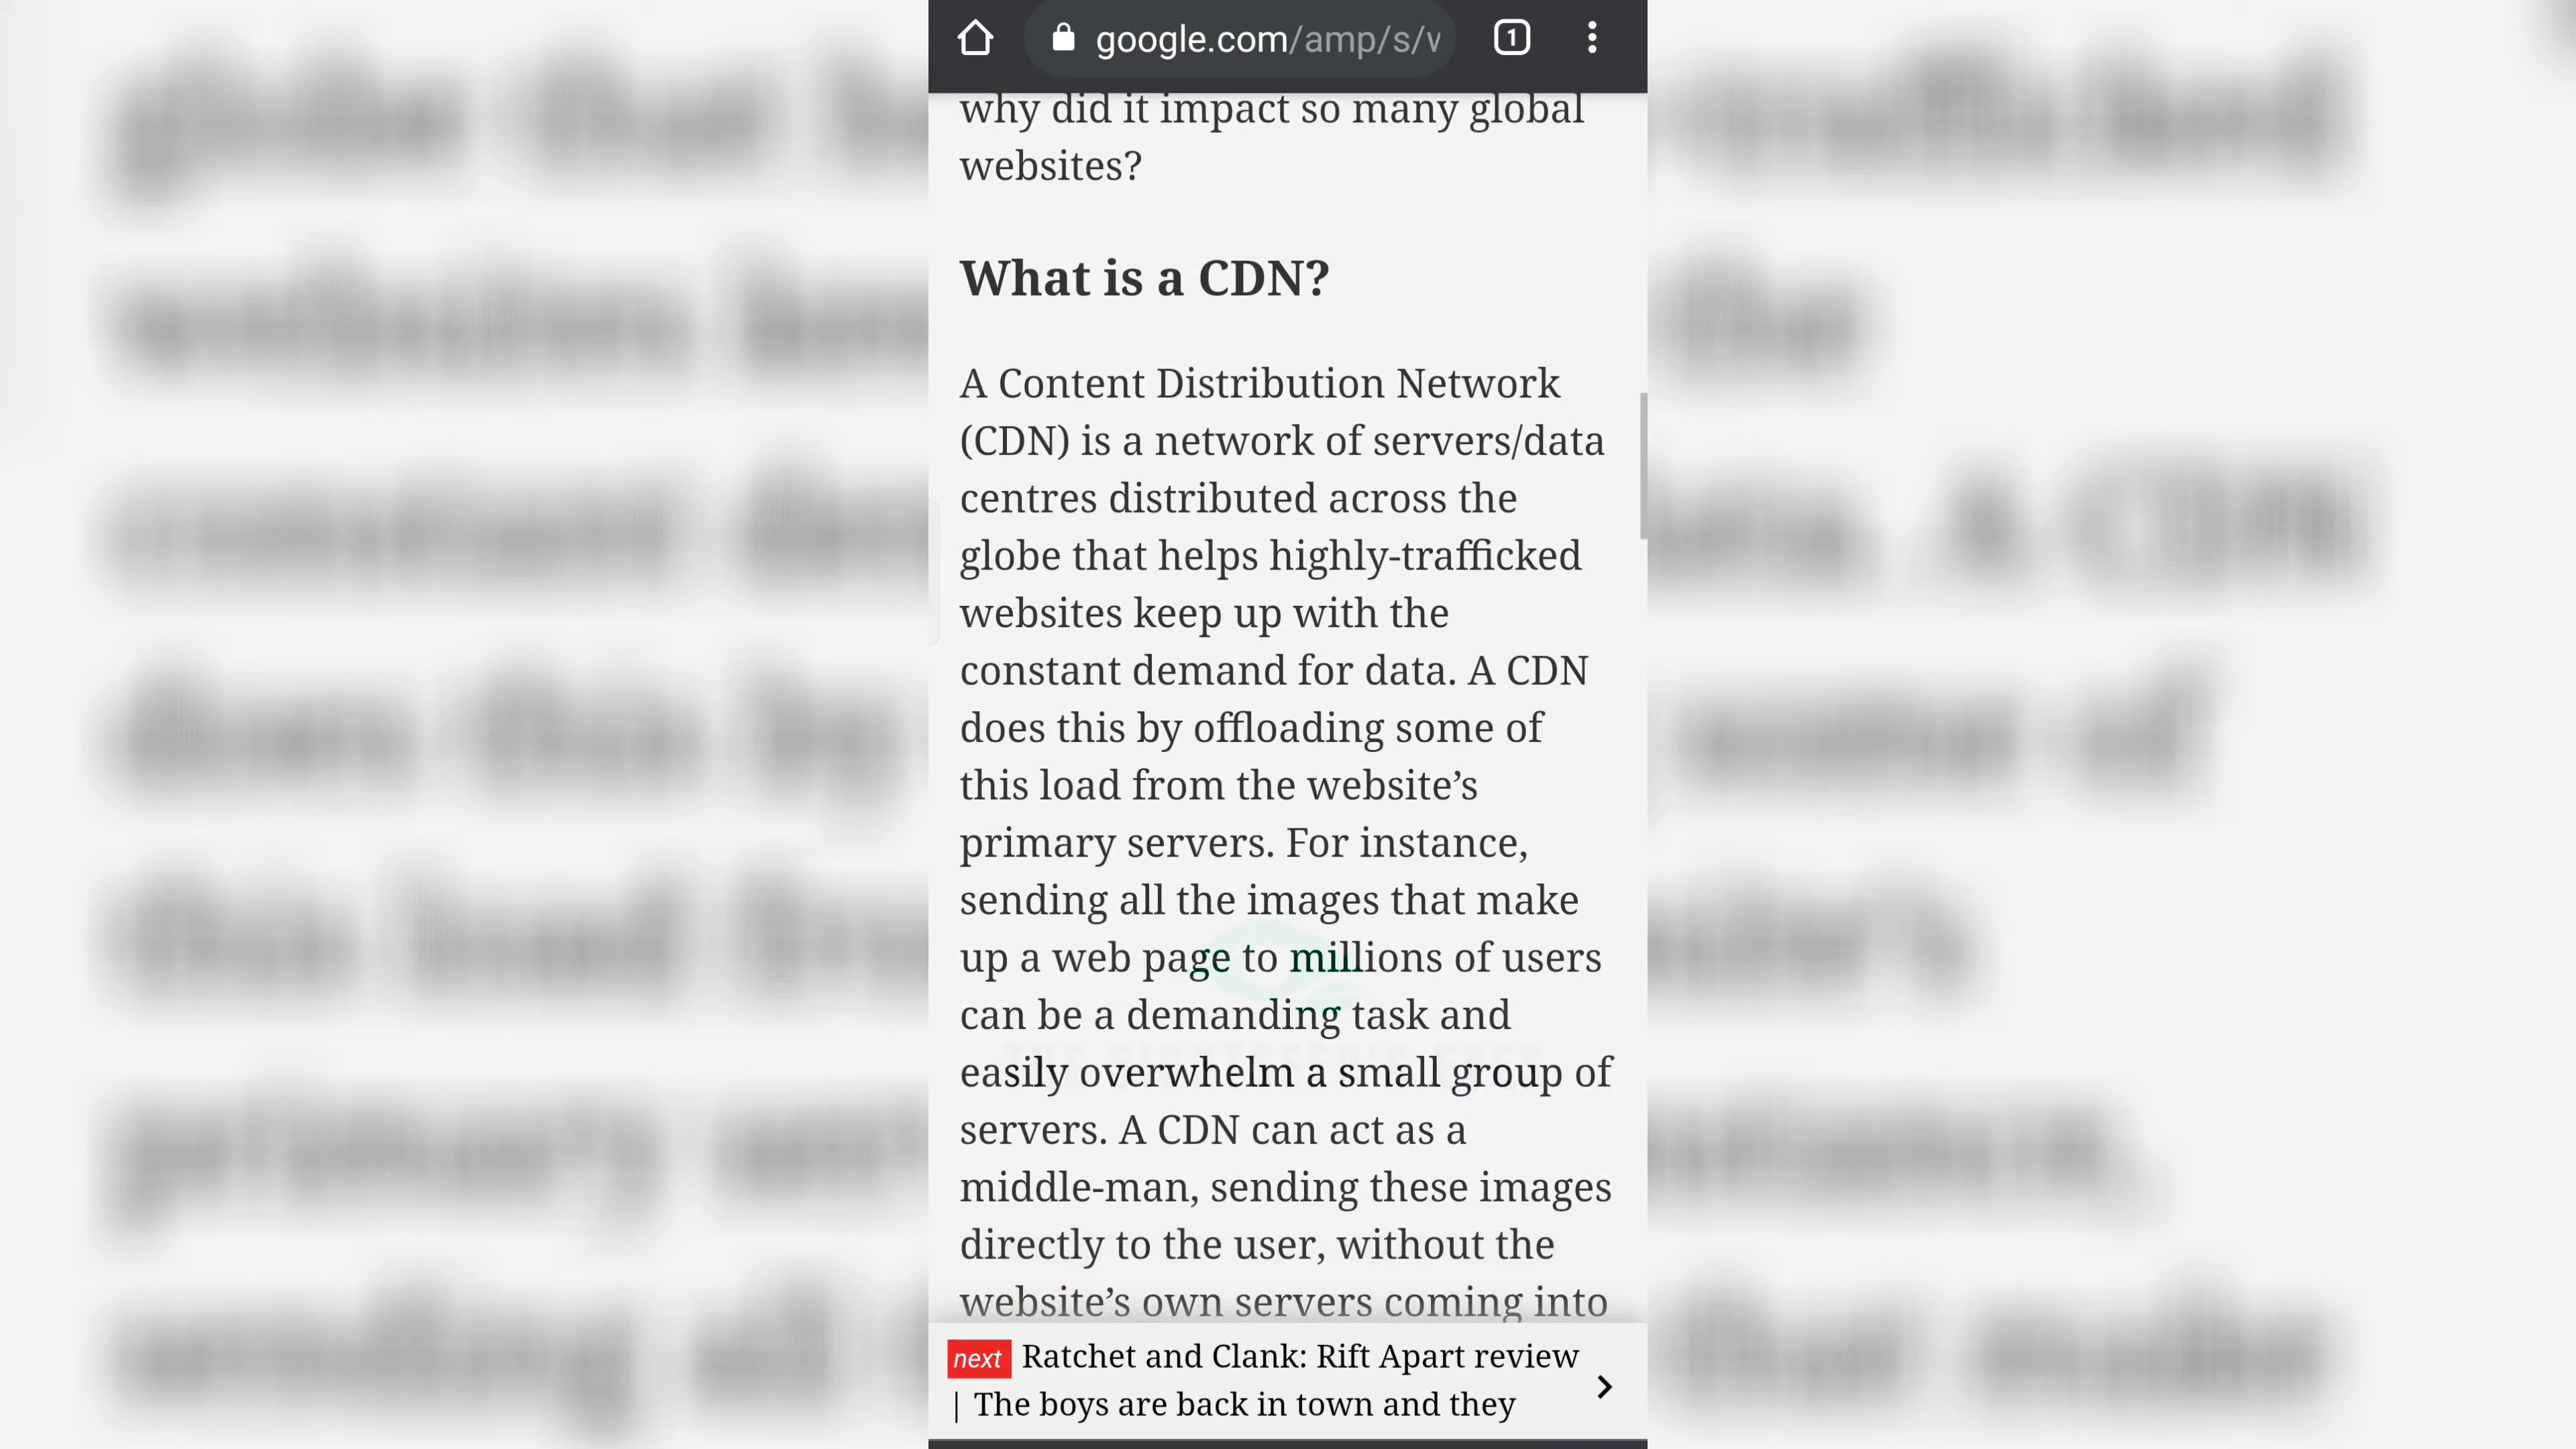 google.com/amp/s/v
1
why did it impact so many global
websites?
What is a CDN?
A Content Distribution Network
(CDN) is a network of servers/data
centres distributed across the
globe that helps highly-trafficked
websites keep up with the
constant demand for data. A CDN
does this by offloading some of
this load from the website’s
primary servers. For instance,
sending all the images that make
up a web page to millions of users
can be a demanding task and
THE SIGHTSEER'S EYES
easily overwhelm a small group of
servers. A CDN can act as a
middle-man, sending these images
directly to the user, without the
website’s own servers coming into
next Ratchet and Clank: Rift Apart review
| The boys are back in town and they